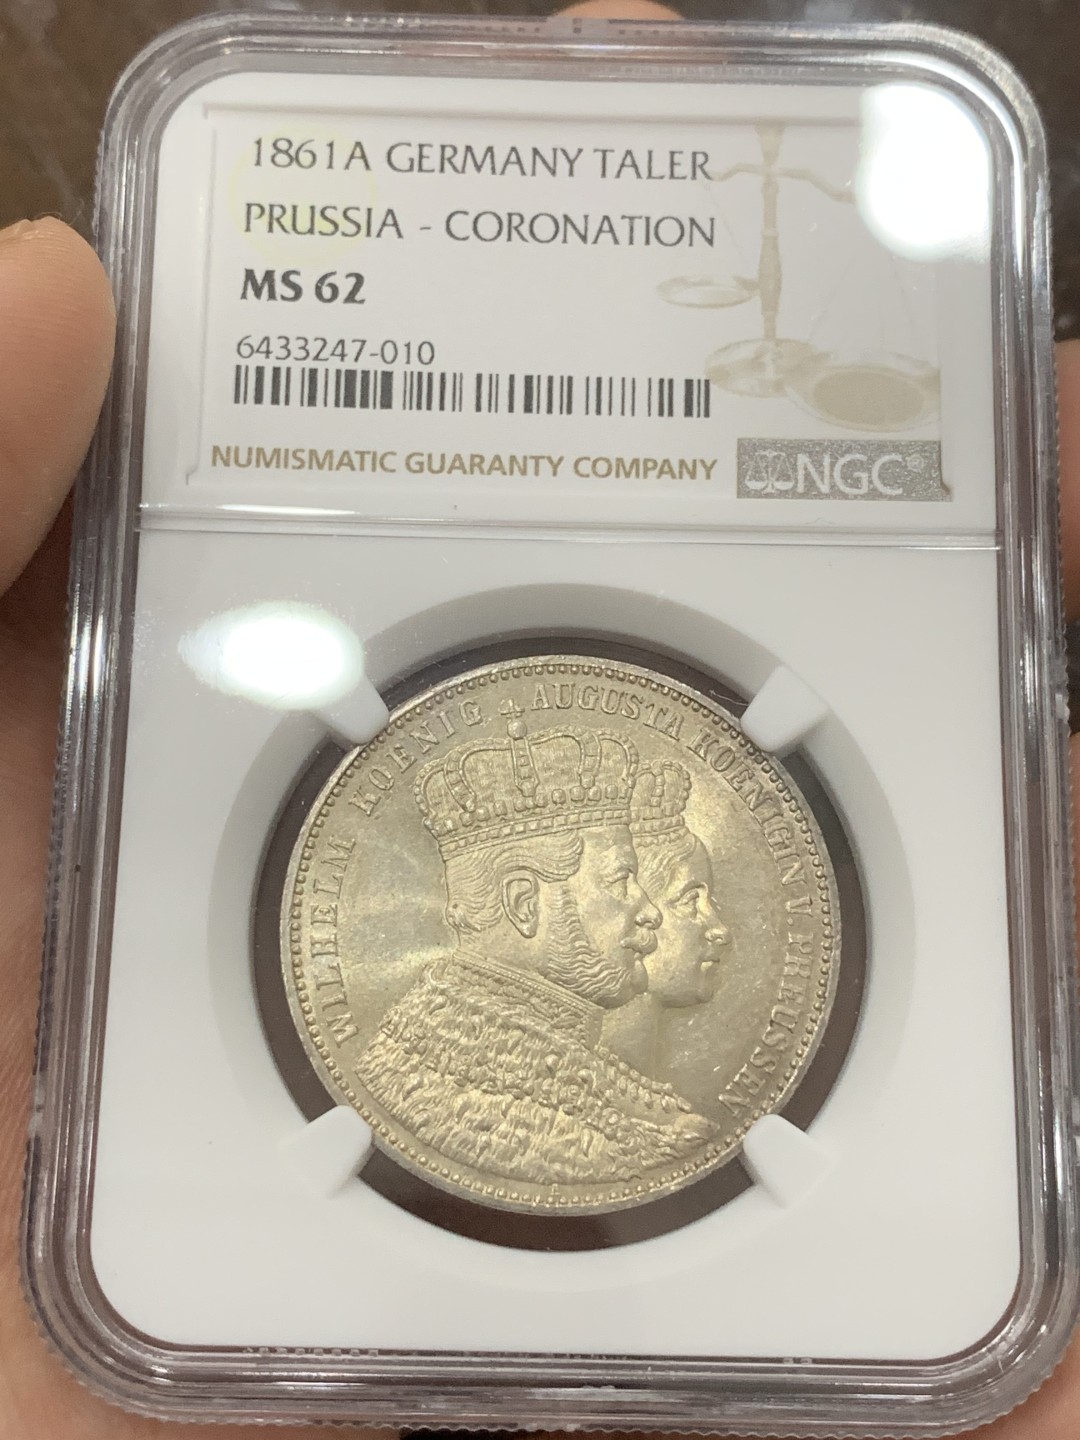 1861A GERMANY TALER
PRUSSIA - CORONATION
MS 62
6433247-010
NUMISMATIC GUARANTY COMPANY
NGC®
WILHELM KOENIG AUGUSTA KOENIGIN V. PREUSSEN
A